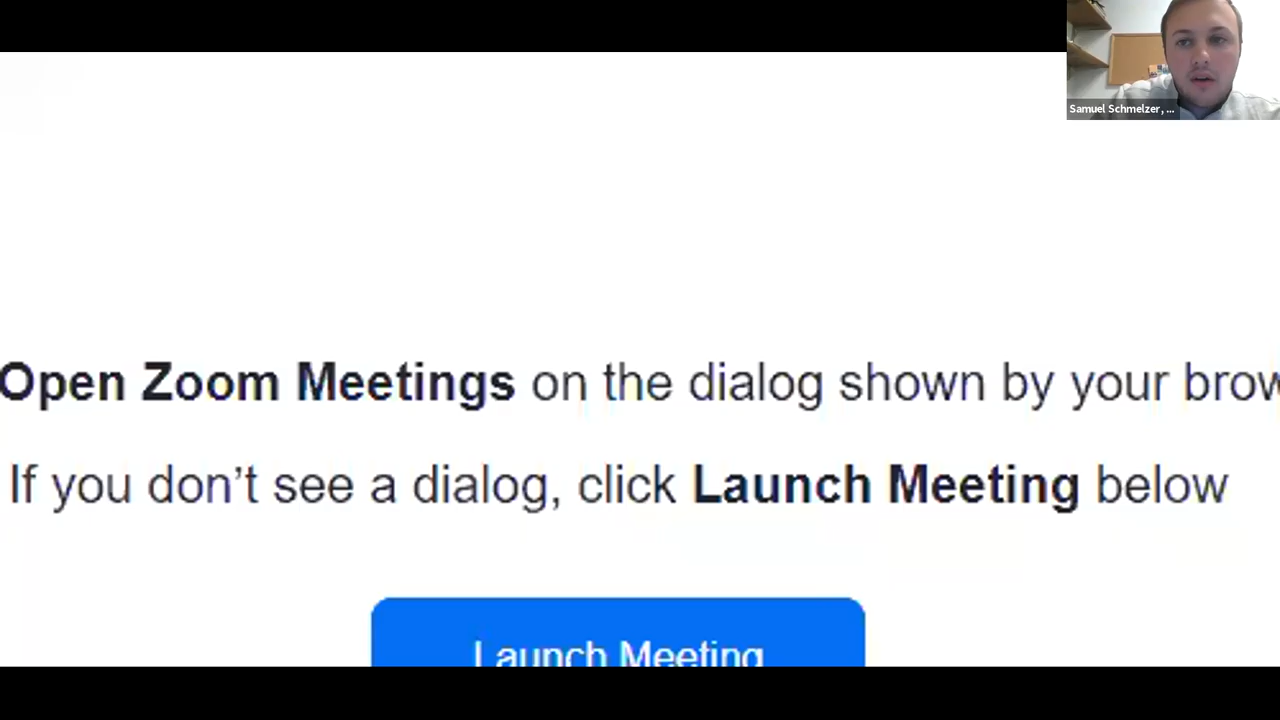 Samuel Schmelzer, ...
Open Zoom Meetings on the dialog shown by your brow
If you don’t see a dialog, click Launch Meeting below
Launch Meeting